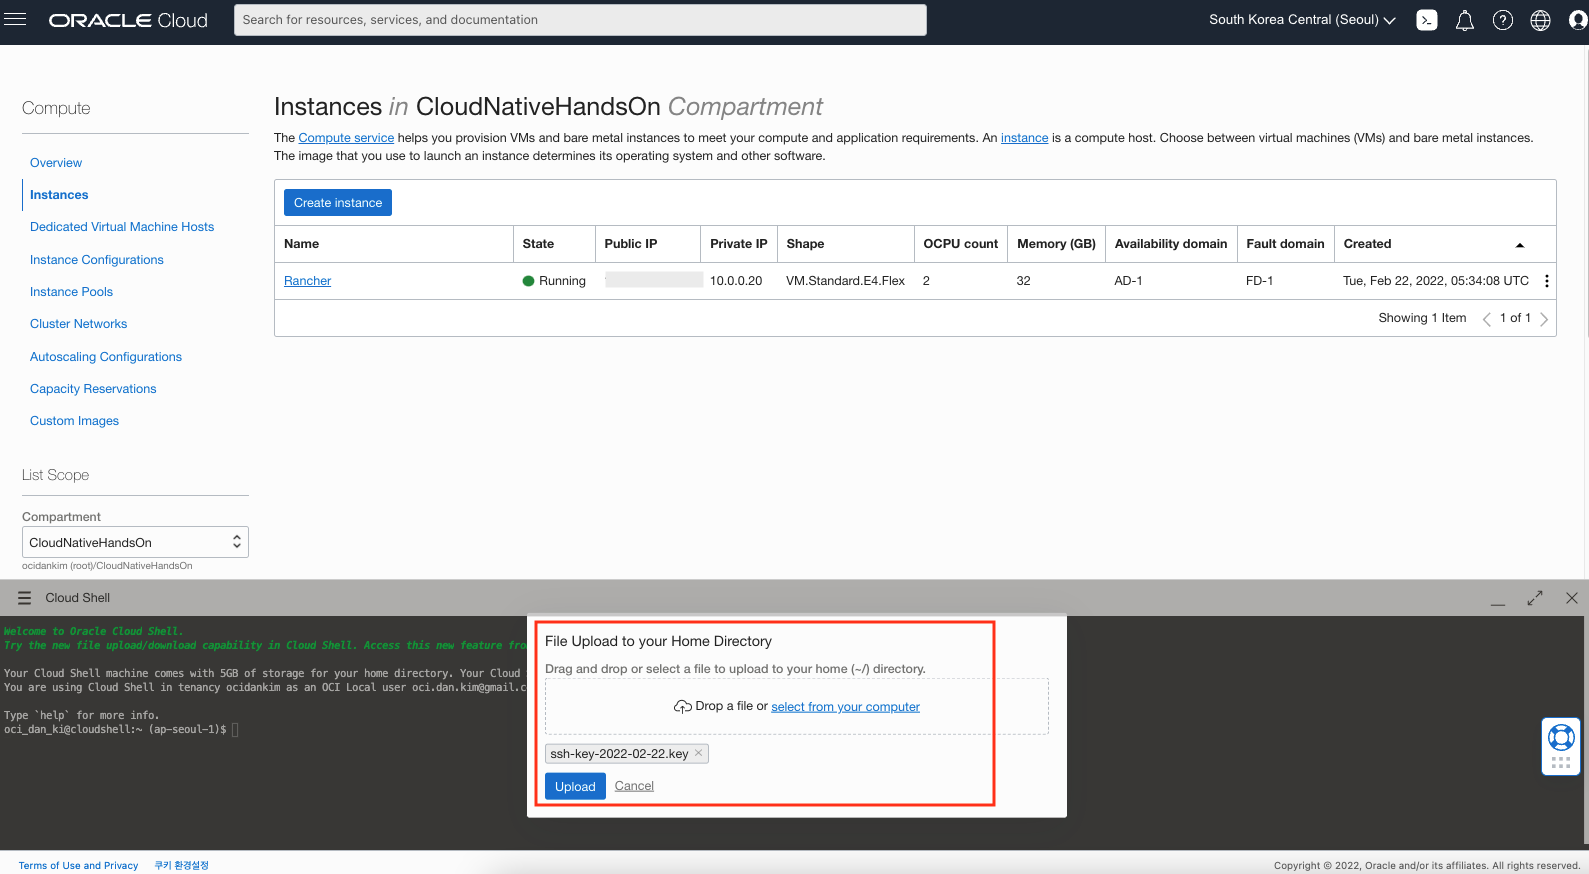 ORACLE Cloud
Search for resources, services, and documentation
South Korea Central (Seoul)
Compute
Overview
Instances
Dedicated Virtual Machine Hosts
Instance Configurations
Instance Pools
Cluster Networks
Autoscaling Configurations
Capacity Reservations
Custom Images
List Scope
Compartment
CloudNativeHandsOn
ocidankim (root)/CloudNativeHandsOn
Instances in CloudNativeHandsOn Compartment
The Compute service helps you provision VMs and bare metal instances to meet your compute and application requirements. An instance is a compute host. Choose between virtual machines (VMs) and bare metal instances.
The image that you use to launch an instance determines its operating system and other software.
Create instance
Name State Public IP Private IP Shape OCPU count Memory (GB) Availability domain Fault domain Created
Rancher Running 10.0.0.20 VM.Standard.E4.Flex 2 32 AD-1 FD-1 Tue, Feb 22, 2022, 05:34:08 UTC
Showing 1 Item 1 of 1
Cloud Shell
Welcome to Oracle Cloud Shell.
Try the new file upload/download capability in Cloud Shell. Access this new feature fro
Your Cloud Shell machine comes with 5GB of storage for your home directory. Your Cloud
You are using Cloud Shell in tenancy ocidankim as an OCI Local user oci.dan.kim@gmail.c
Type `help` for more info.
oci_dan_ki@cloudshell:~ (ap-seoul-1)$
File Upload to your Home Directory
Drag and drop or select a file to upload to your home (~/) directory.
Drop a file or select from your computer
ssh-key-2022-02-22.key ×
Upload Cancel
Terms of Use and Privacy 쿠키 환경설정
Copyright © 2022, Oracle and/or its affiliates. All rights reserved.